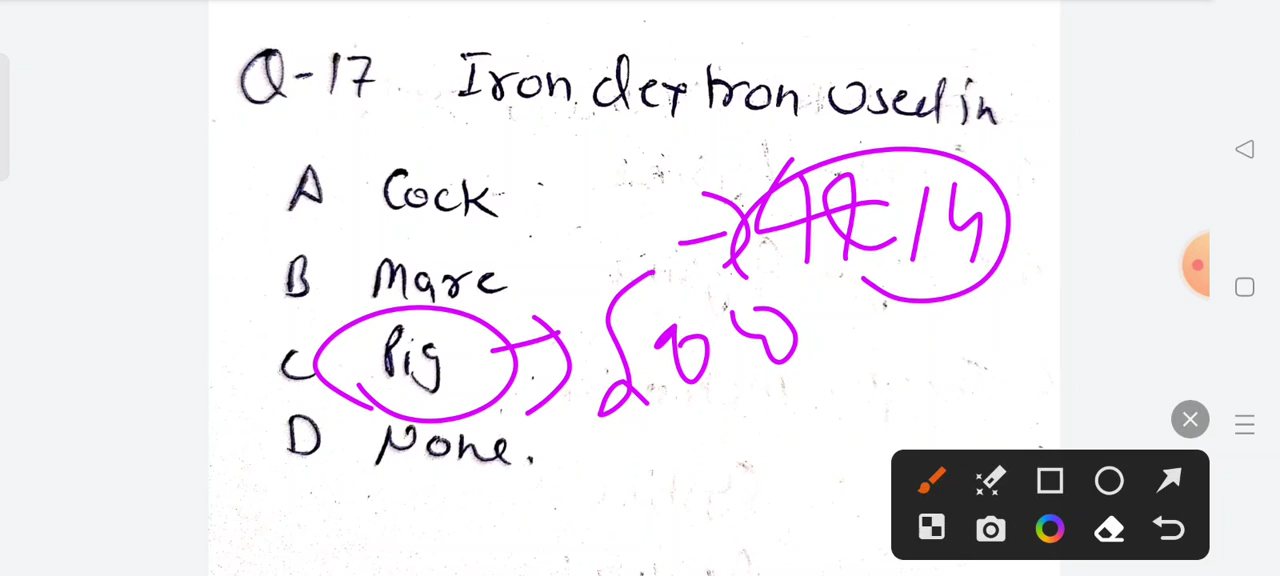 Q-17 Iron dextron used in
A Cock
B Mare
C Pig
D None.